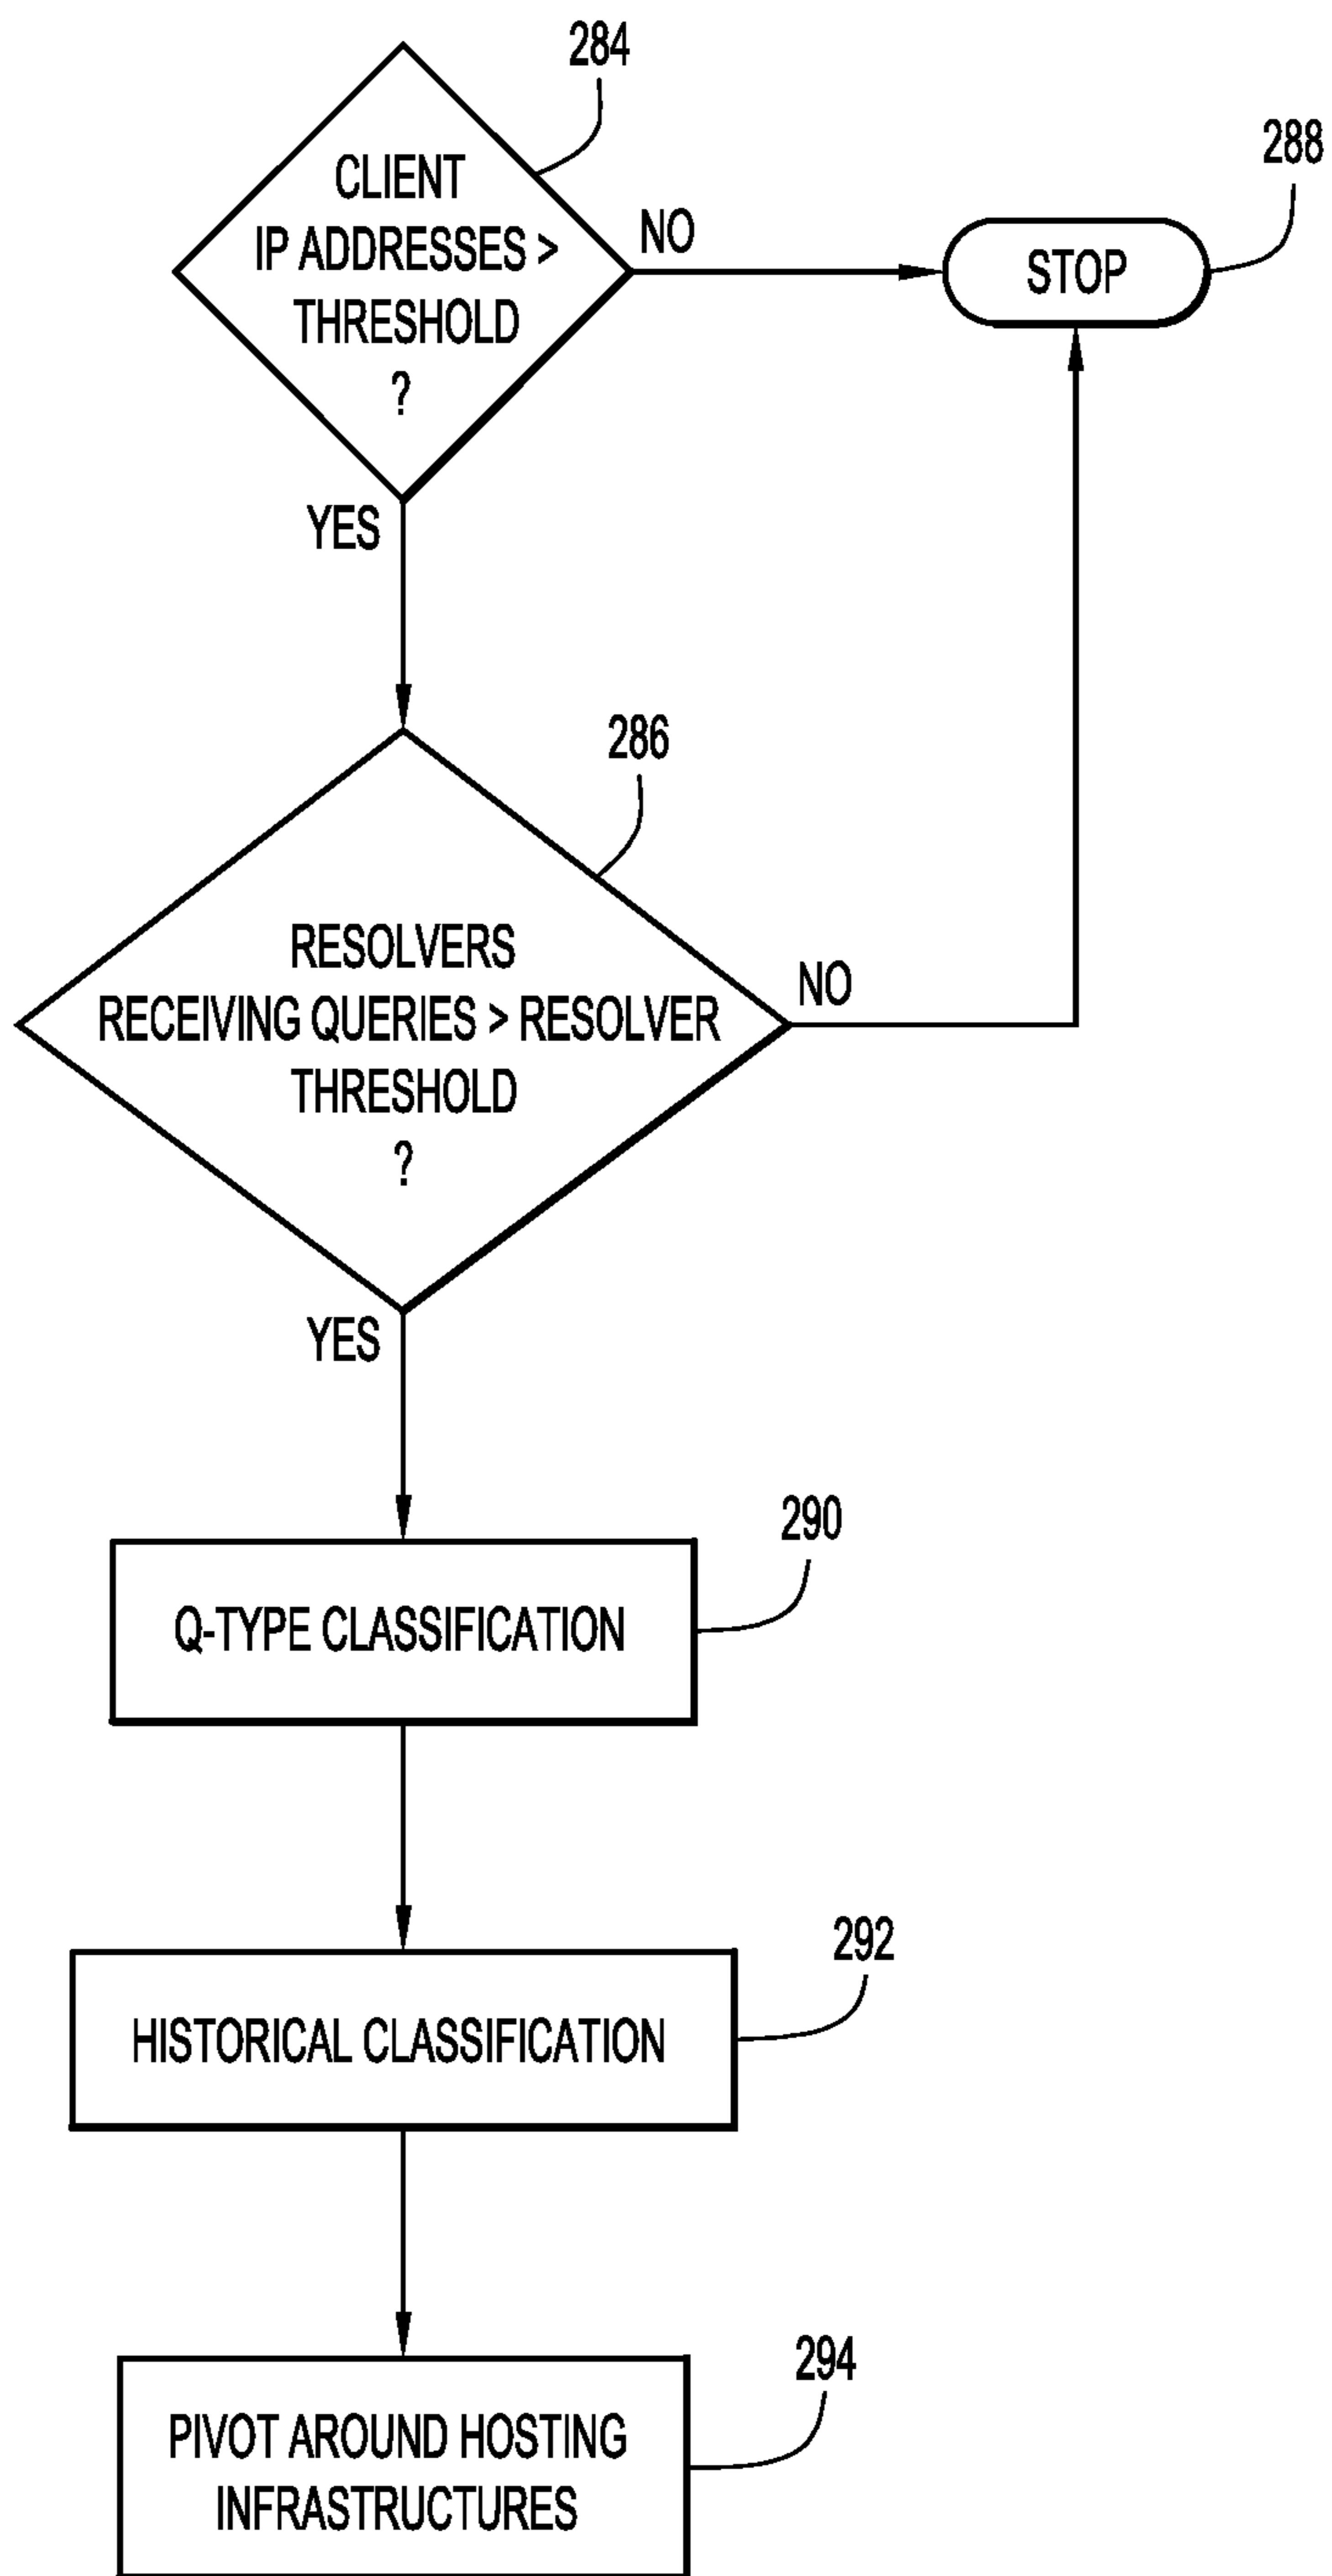 284
288
CLIENT
IP ADDRESSES >
THRESHOLD
?
NO
STOP
YES
286
RESOLVERS
RECEIVING QUERIES > RESOLVER
THRESHOLD
?
NO
YES
290
Q-TYPE CLASSIFICATION
292
HISTORICAL CLASSIFICATION
294
PIVOT AROUND HOSTING
INFRASTRUCTURES